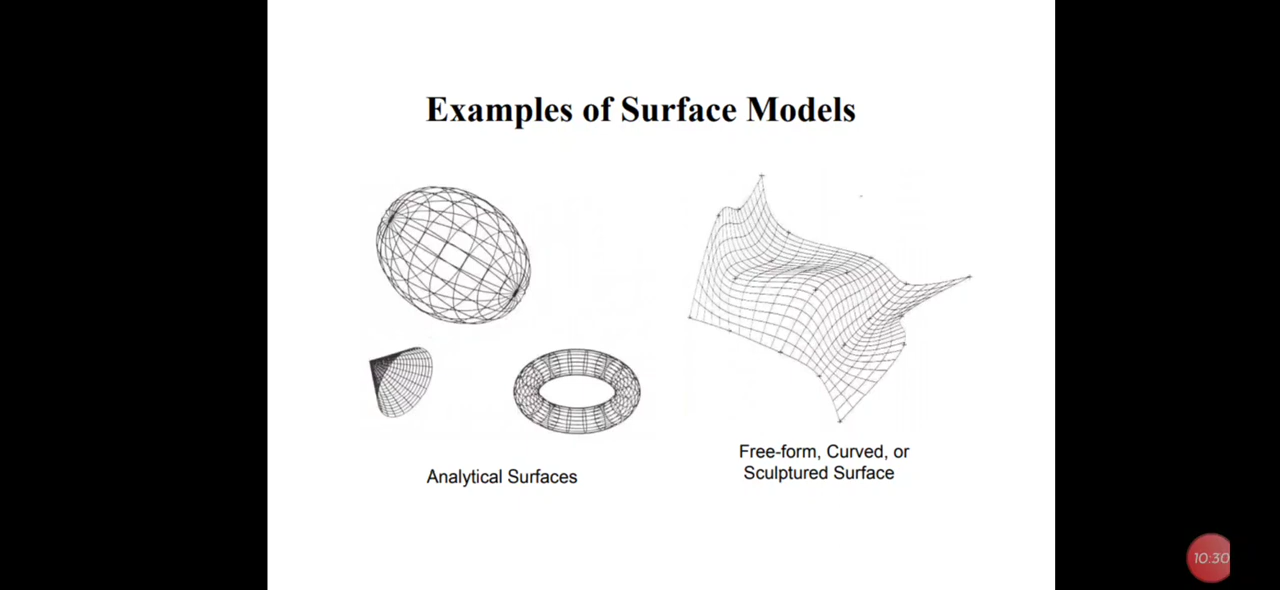 Examples of Surface Models
Analytical Surfaces
Free-form, Curved, or
Sculptured Surface
10:30